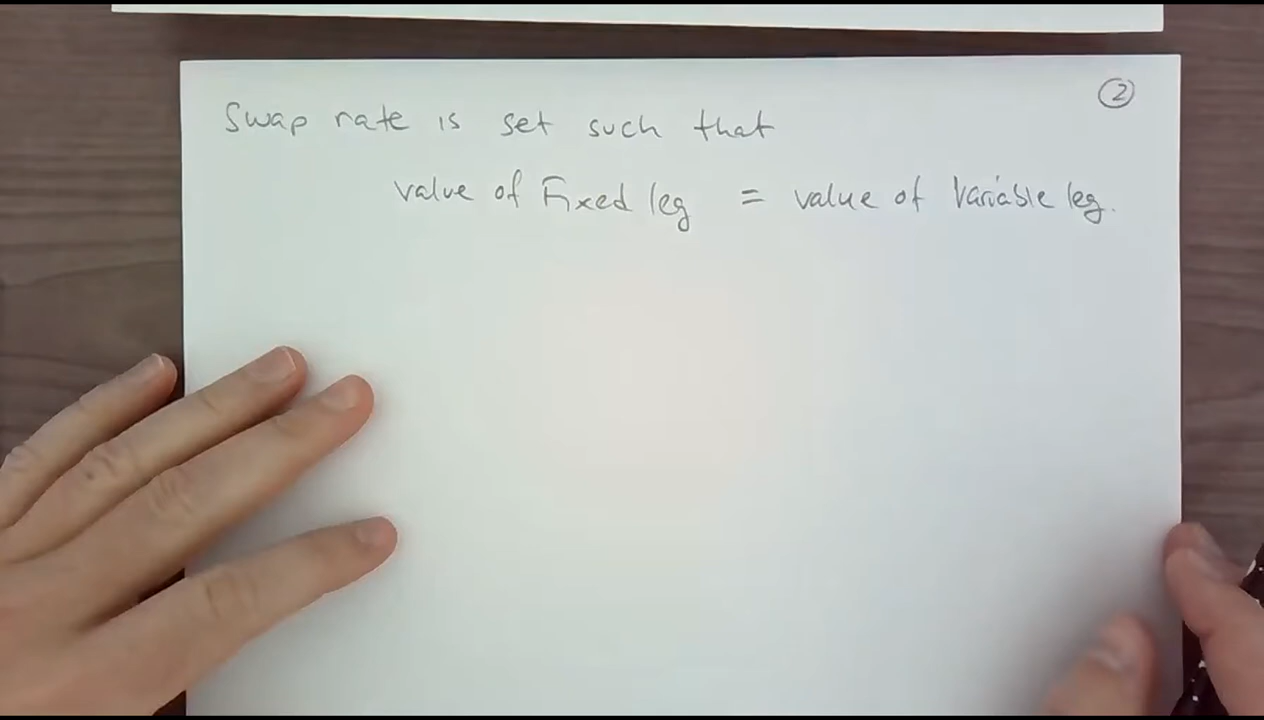 ②
Swap rate is set such that
value of Fixed leg = value of Variable leg.